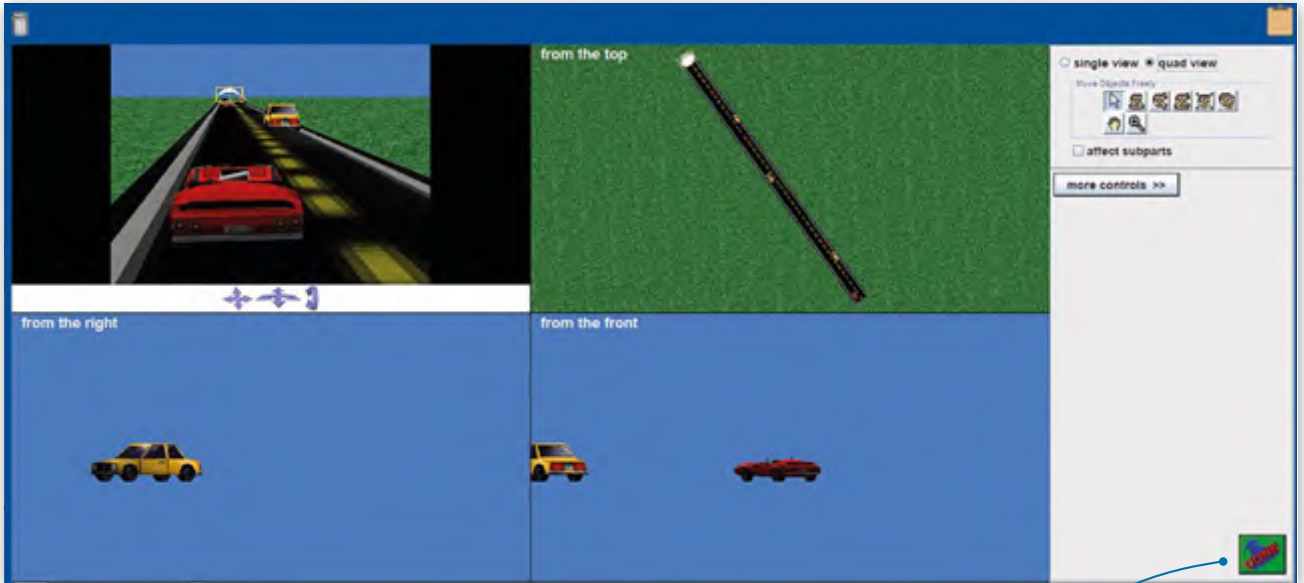 from the top
single view quad view
Move Objects Freely
affect subparts
more controls >>
from the right
from the front
DONE